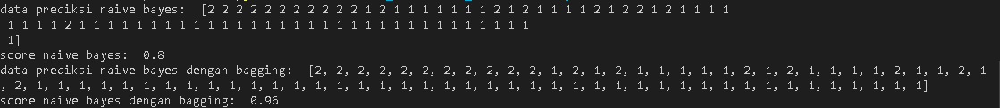 data prediksi naive bayes:  [2 2 2 2 2 2 2 2 2 2 2 1 2 1 1 1 1 1 1 1 2 1 2 1 1 1 1 2 1 2 2 1 2 1 1 1 1
1 1 1 1 2 1 1 1 1 1 1 1 1 1 1 1 1 1 1 1 1 1 1 1 1 1 1 1 1 1 1 1 1 1 1 1 1
1]
score naive bayes:  0.8
data prediksi naive bayes dengan bagging:  [2, 2, 2, 2, 2, 2, 2, 2, 2, 2, 2, 1, 2, 1, 2, 1, 1, 1, 1, 1, 2, 1, 2, 1, 1, 1, 1, 2, 1, 1, 2, 1
, 2, 1, 1, 1, 1, 1, 1, 1, 1, 1, 1, 1, 1, 1, 1, 1, 1, 1, 1, 1, 1, 1, 1, 1, 1, 1, 1, 1, 1, 1, 1, 1, 1, 1, 1, 1, 1, 1, 1, 1, 1, 1, 1]
score naive bayes dengan bagging:  0.96